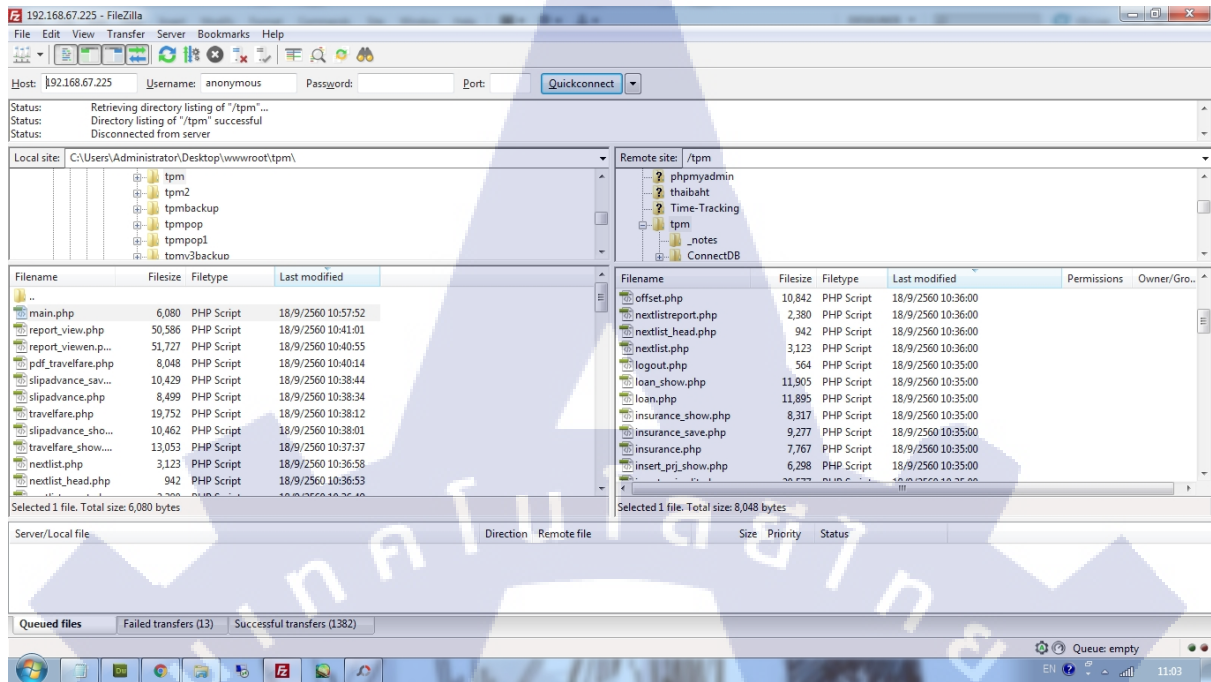 192.168.67.225 - FileZilla
File Edit View Transfer Server Bookmarks Help
Host: 192.168.67.225 Username: anonymous Password: Port: Quickconnect
Status: Retrieving directory listing of "/tpm"...
Status: Directory listing of "/tpm" successful
Status: Disconnected from server
Local site: C:\Users\Administrator\Desktop\wwwroot\tpm\
tpm
tpm2
tpmbackup
tpmpop
tpmpop1
tpmv3backup
Remote site: /tpm
phpmyadmin
thaibaht
Time-Tracking
tpm
_notes
ConnectDB
Filename Filesize Filetype Last modified
..
main.php 6,080 PHP Script 18/9/2560 10:57:52
report_view.php 50,586 PHP Script 18/9/2560 10:41:01
report_viewen.p... 51,727 PHP Script 18/9/2560 10:40:55
pdf_travelfare.php 8,048 PHP Script 18/9/2560 10:40:14
slipadvance_sav... 10,429 PHP Script 18/9/2560 10:38:44
slipadvance.php 8,499 PHP Script 18/9/2560 10:38:34
travelfare.php 19,752 PHP Script 18/9/2560 10:38:12
slipadvance_sho... 10,462 PHP Script 18/9/2560 10:38:01
travelfare_show.... 13,053 PHP Script 18/9/2560 10:37:37
nextlist.php 3,123 PHP Script 18/9/2560 10:36:58
nextlist_head.php 942 PHP Script 18/9/2560 10:36:53
Selected 1 file. Total size: 6,080 bytes
Filename Filesize Filetype Last modified Permissions Owner/Gro..
offset.php 10,842 PHP Script 18/9/2560 10:36:00
nextlistreport.php 2,380 PHP Script 18/9/2560 10:36:00
nextlist_head.php 942 PHP Script 18/9/2560 10:36:00
nextlist.php 3,123 PHP Script 18/9/2560 10:36:00
logout.php 564 PHP Script 18/9/2560 10:35:00
loan_show.php 11,905 PHP Script 18/9/2560 10:35:00
loan.php 11,895 PHP Script 18/9/2560 10:35:00
insurance_show.php 8,317 PHP Script 18/9/2560 10:35:00
insurance_save.php 9,277 PHP Script 18/9/2560 10:35:00
insurance.php 7,767 PHP Script 18/9/2560 10:35:00
insert_prj_show.php 6,298 PHP Script 18/9/2560 10:35:00
Selected 1 file. Total size: 8,048 bytes
Server/Local file Direction Remote file Size Priority Status
Queued files Failed transfers (13) Successful transfers (1382)
Queue: empty
EN 11:03